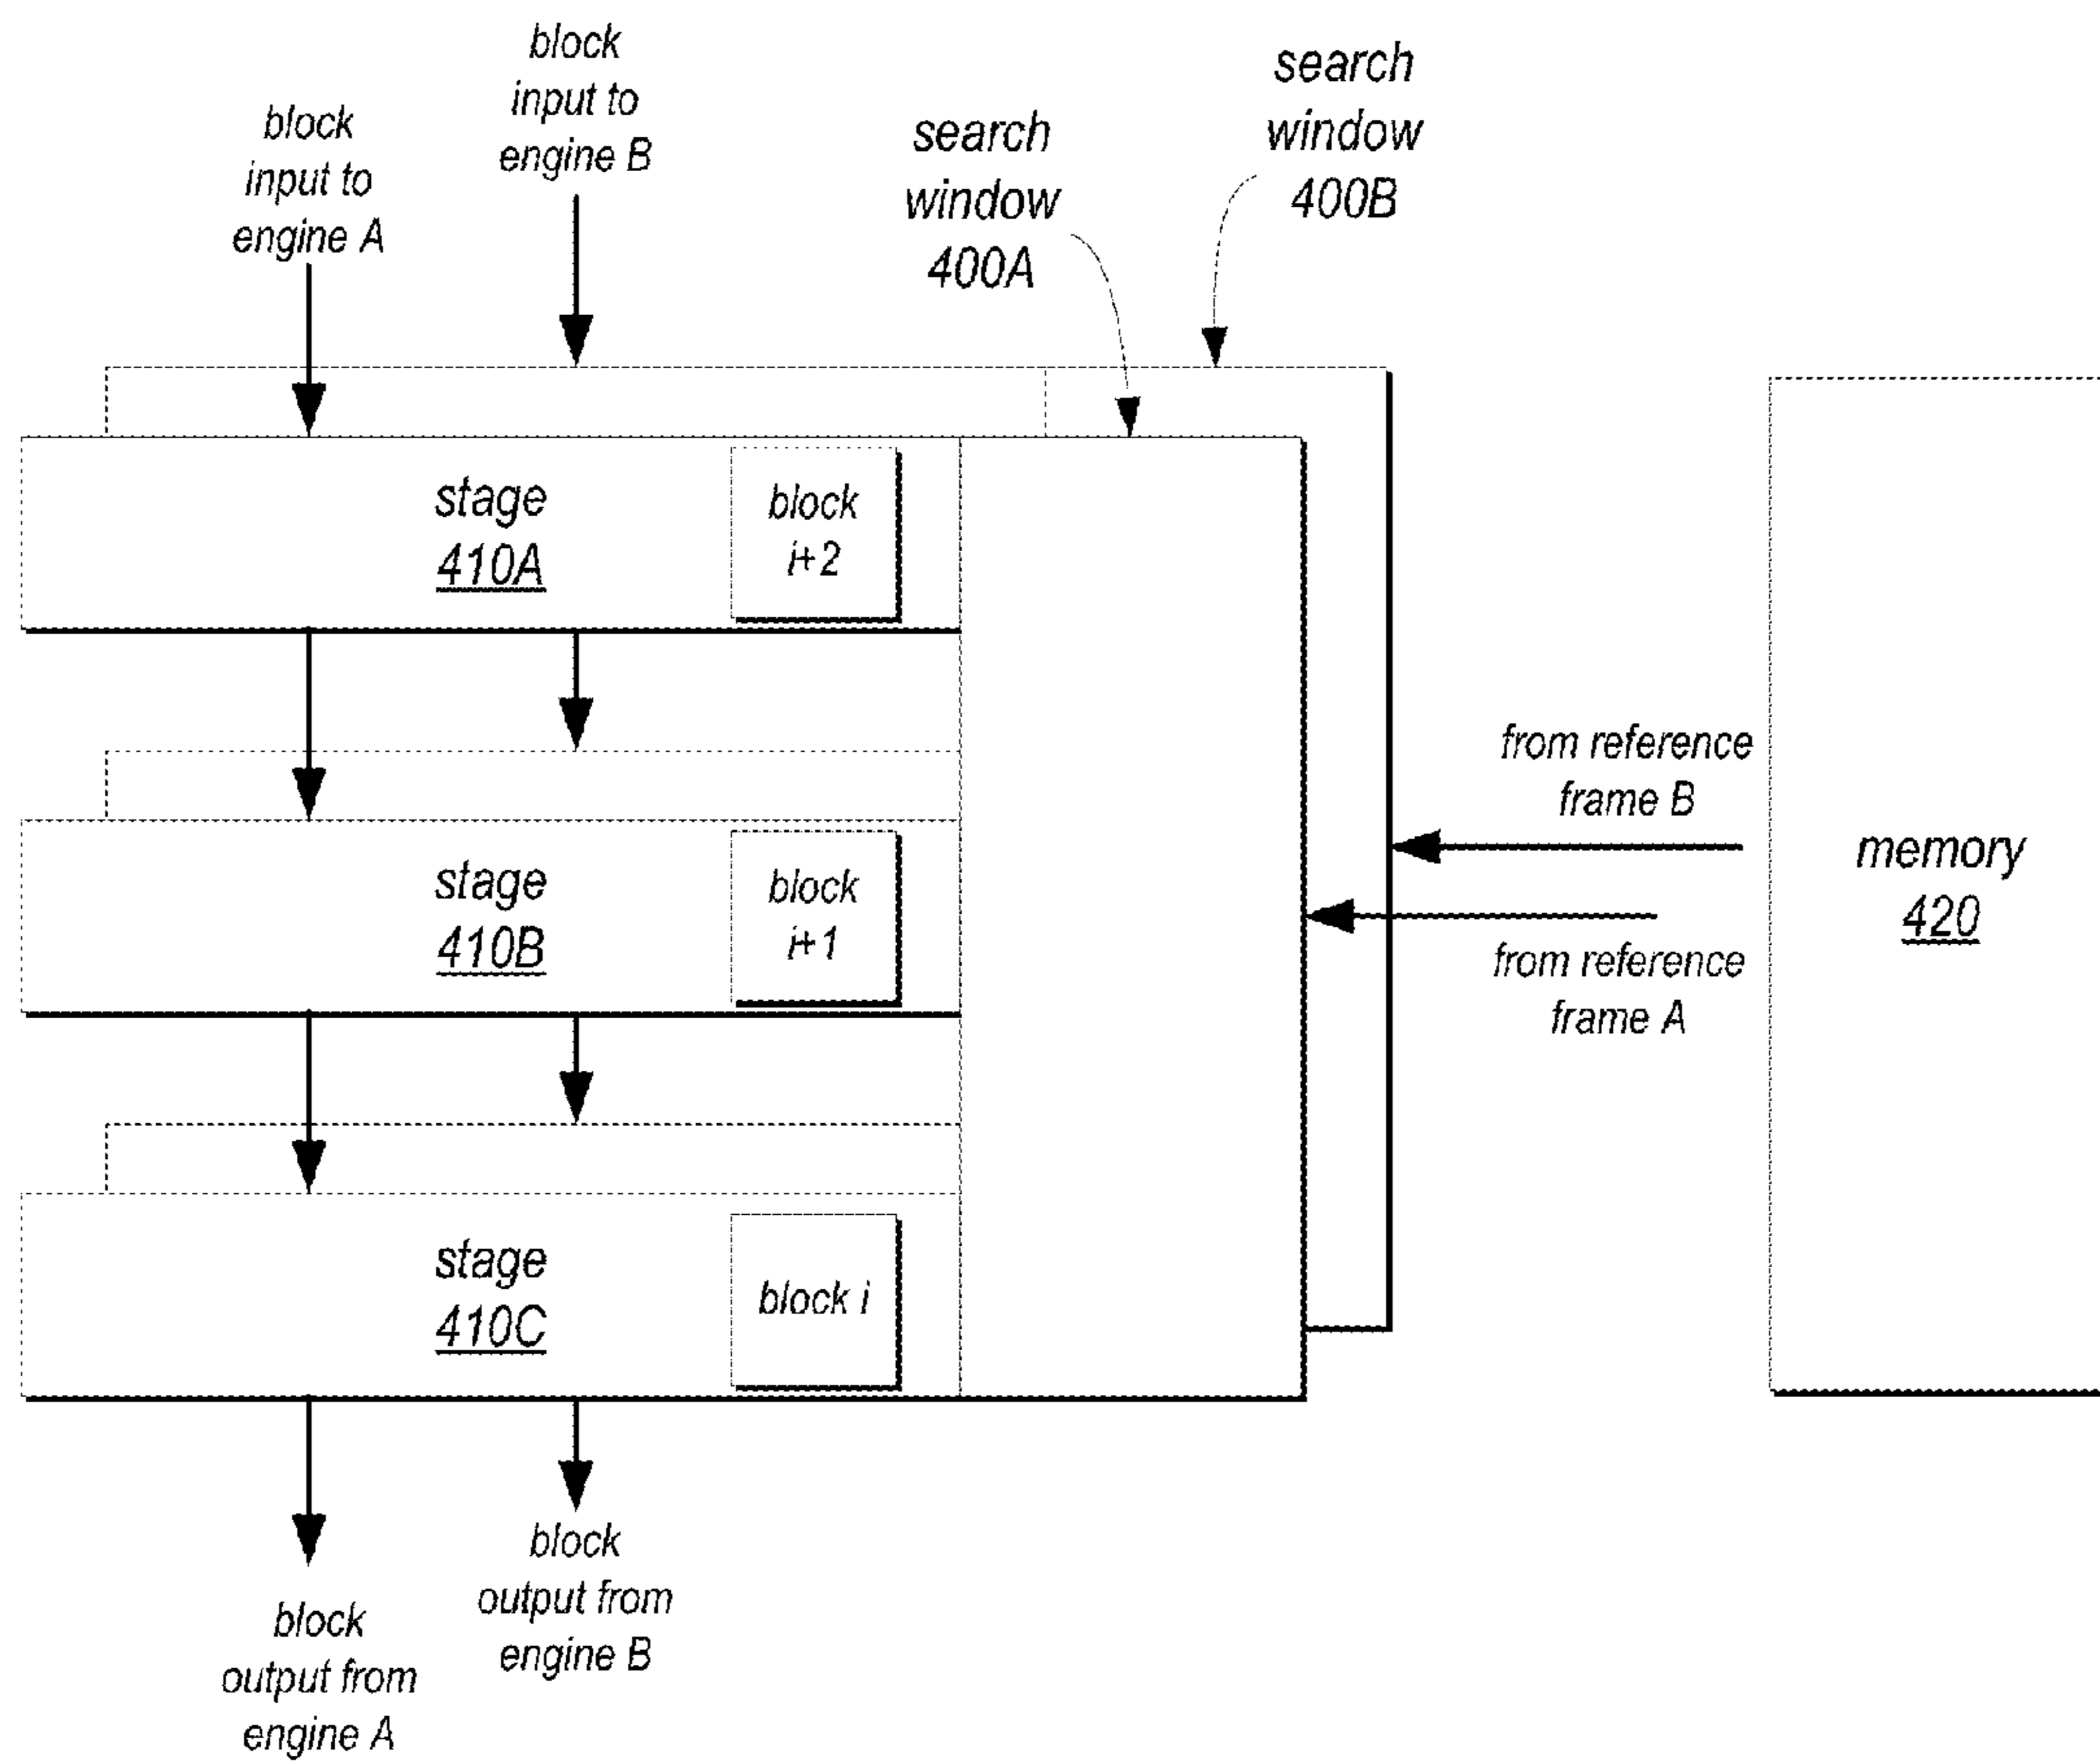 block
input to
engine A
block
input to
engine B
search
window
400A
search
window
400B
stage
410A
block
i+2
stage
410B
block
i+1
from reference
frame B
from reference
frame A
memory
420
stage
410C
block i
block
output from
engine A
block
output from
engine B